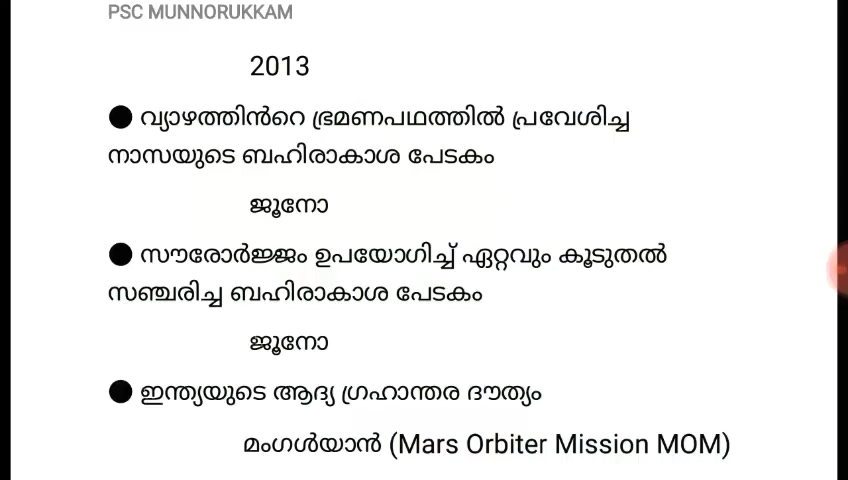 PSC MUNNORUKKAM
2013
● വ്യാഴത്തിൻറെ ഭ്രമണപഥത്തിൽ പ്രവേശിച്ച
നാസയുടെ ബഹിരാകാശ പേടകം
ജൂനോ
● സൗരോർജ്ജം ഉപയോഗിച്ച് ഏറ്റവും കൂടുതൽ
സഞ്ചരിച്ച ബഹിരാകാശ പേടകം
ജൂനോ
● ഇന്ത്യയുടെ ആദ്യ ഗ്രഹാന്തര ദൗത്യം
മംഗൾയാൻ (Mars Orbiter Mission MOM)